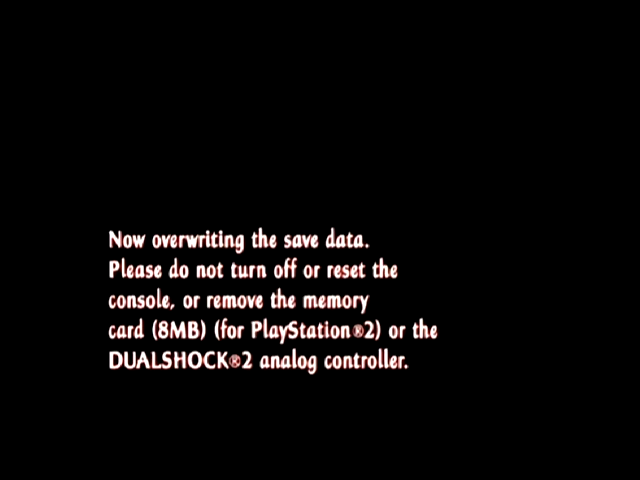 Now overwriting the save data.
Please do not turn off or reset the
console, or remove the memory
card (8MB) (for PlayStation®2) or the
DUALSHOCK®2 analog controller.